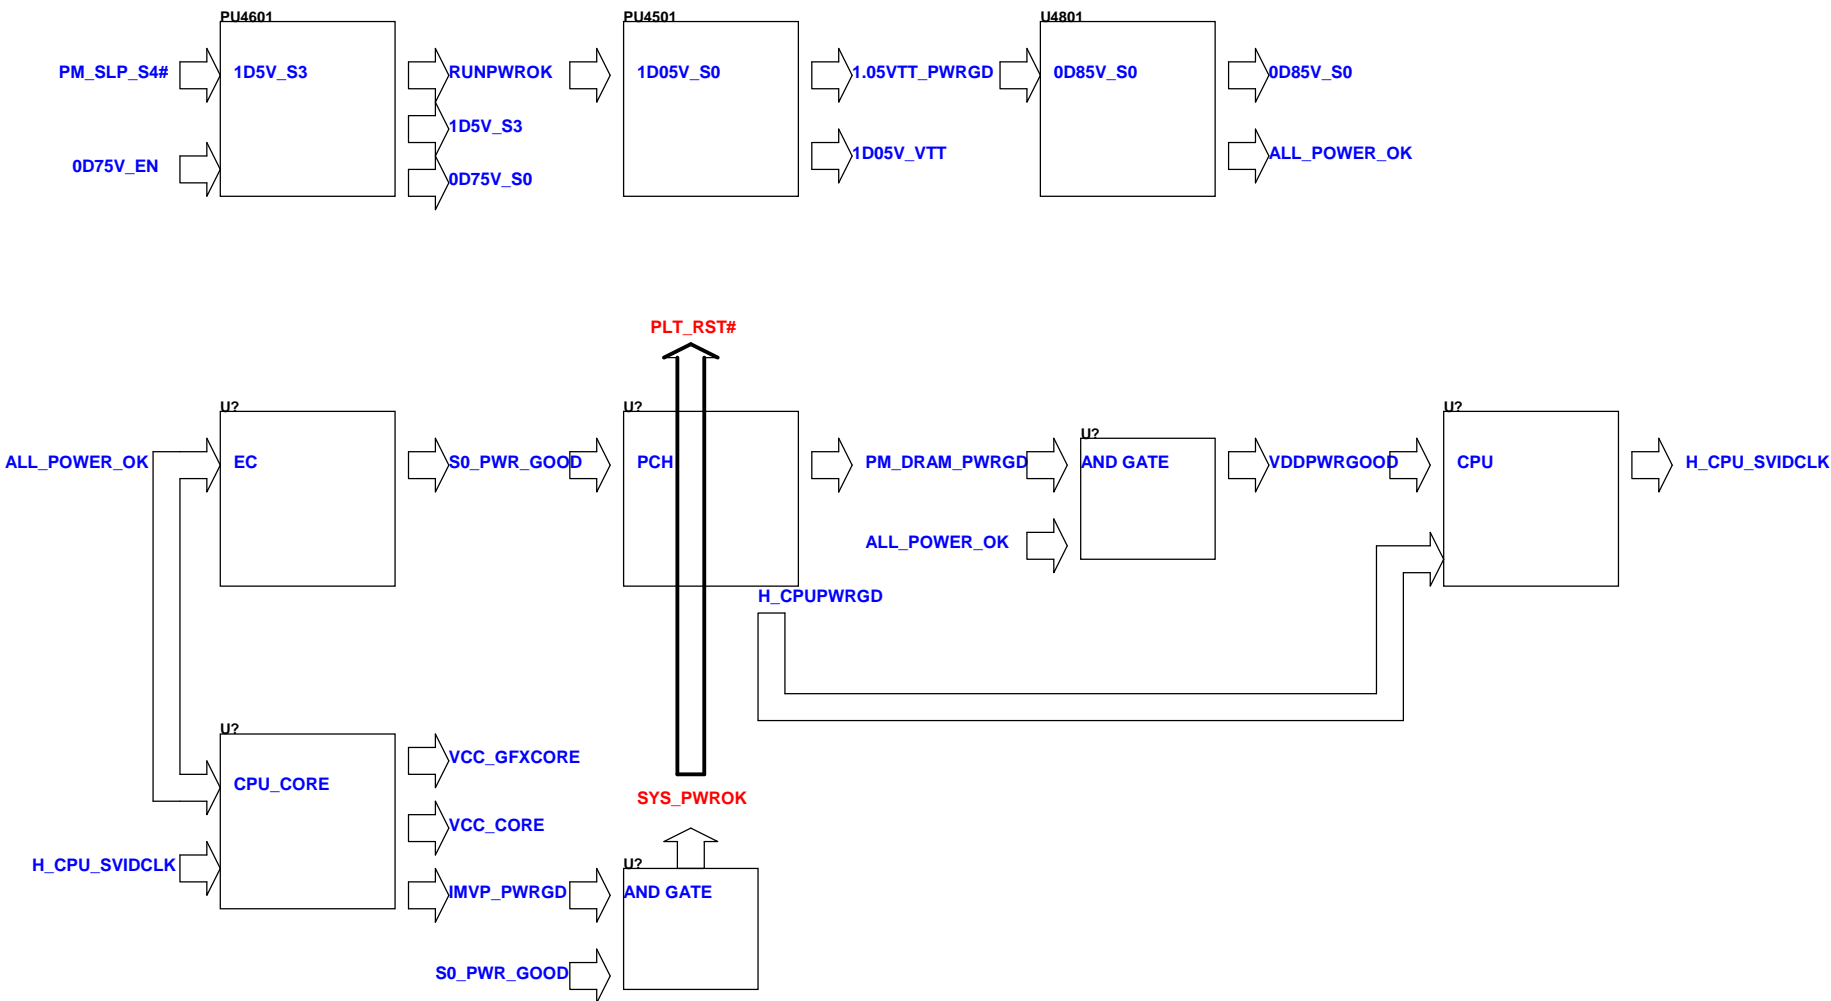 PU4601
PU4501
U4801
PM_SLP_S4#
1D5V_S3
RUNPWROK
1D05V_S0
1.05VTT_PWRGD
0D85V_S0
0D85V_S0
1D5V_S3
1D05V_VTT
ALL_POWER_OK
0D75V_EN
0D75V_S0
PLT_RST#
U?
U?
U?
U?
ALL_POWER_OK
EC
S0_PWR_GOOD
PCH
PM_DRAM_PWRGD
AND GATE
VDDPWRGOOD
CPU
H_CPU_SVIDCLK
ALL_POWER_OK
H_CPUPWRGD
U?
VCC_GFXCORE
CPU_CORE
SYS_PWROK
VCC_CORE
U?
H_CPU_SVIDCLK
IMVP_PWRGD
AND GATE
S0_PWR_GOOD